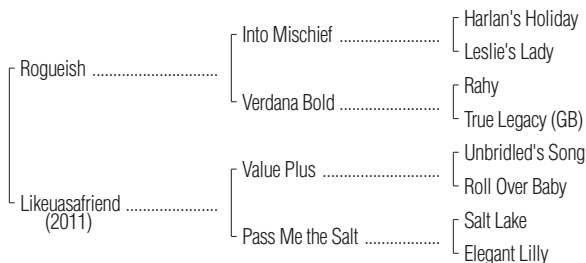 Harlan's Holiday
Into Mischief ....................
Leslie's Lady
Rogueish .........................
Rahy
Verdana Bold ..................
True Legacy (GB)
Unbridled's Song
Value Plus ......................
Roll Over Baby
Likeuasafriend ..................
(2011)
Salt Lake
Pass Me the Salt ..............
Elegant Lilly